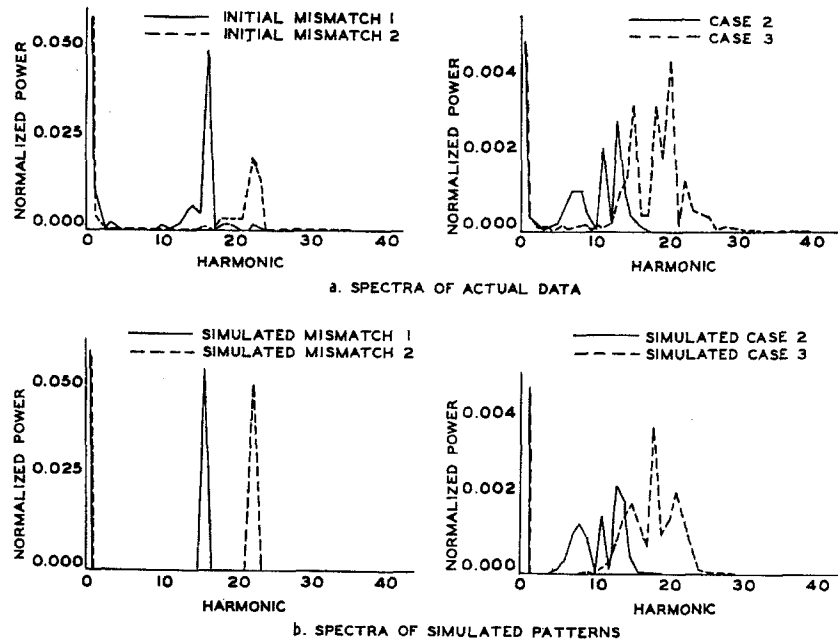 INITIAL MISMATCH 1
INITIAL MISMATCH 2
NORMALIZED POWER
0.050
0.025
0.000
0 10 20 30 40
HARMONIC
CASE 2
CASE 3
NORMALIZED POWER
0.004
0.002
0.000
0 10 20 30 40
HARMONIC
a. SPECTRA OF ACTUAL DATA
SIMULATED MISMATCH 1
SIMULATED MISMATCH 2
NORMALIZED POWER
0.050
0.025
0.000
0 10 20 30 40
HARMONIC
SIMULATED CASE 2
SIMULATED CASE 3
NORMALIZED POWER
0.004
0.002
0.000
0 10 20 30 40
HARMONIC
b. SPECTRA OF SIMULATED PATTERNS